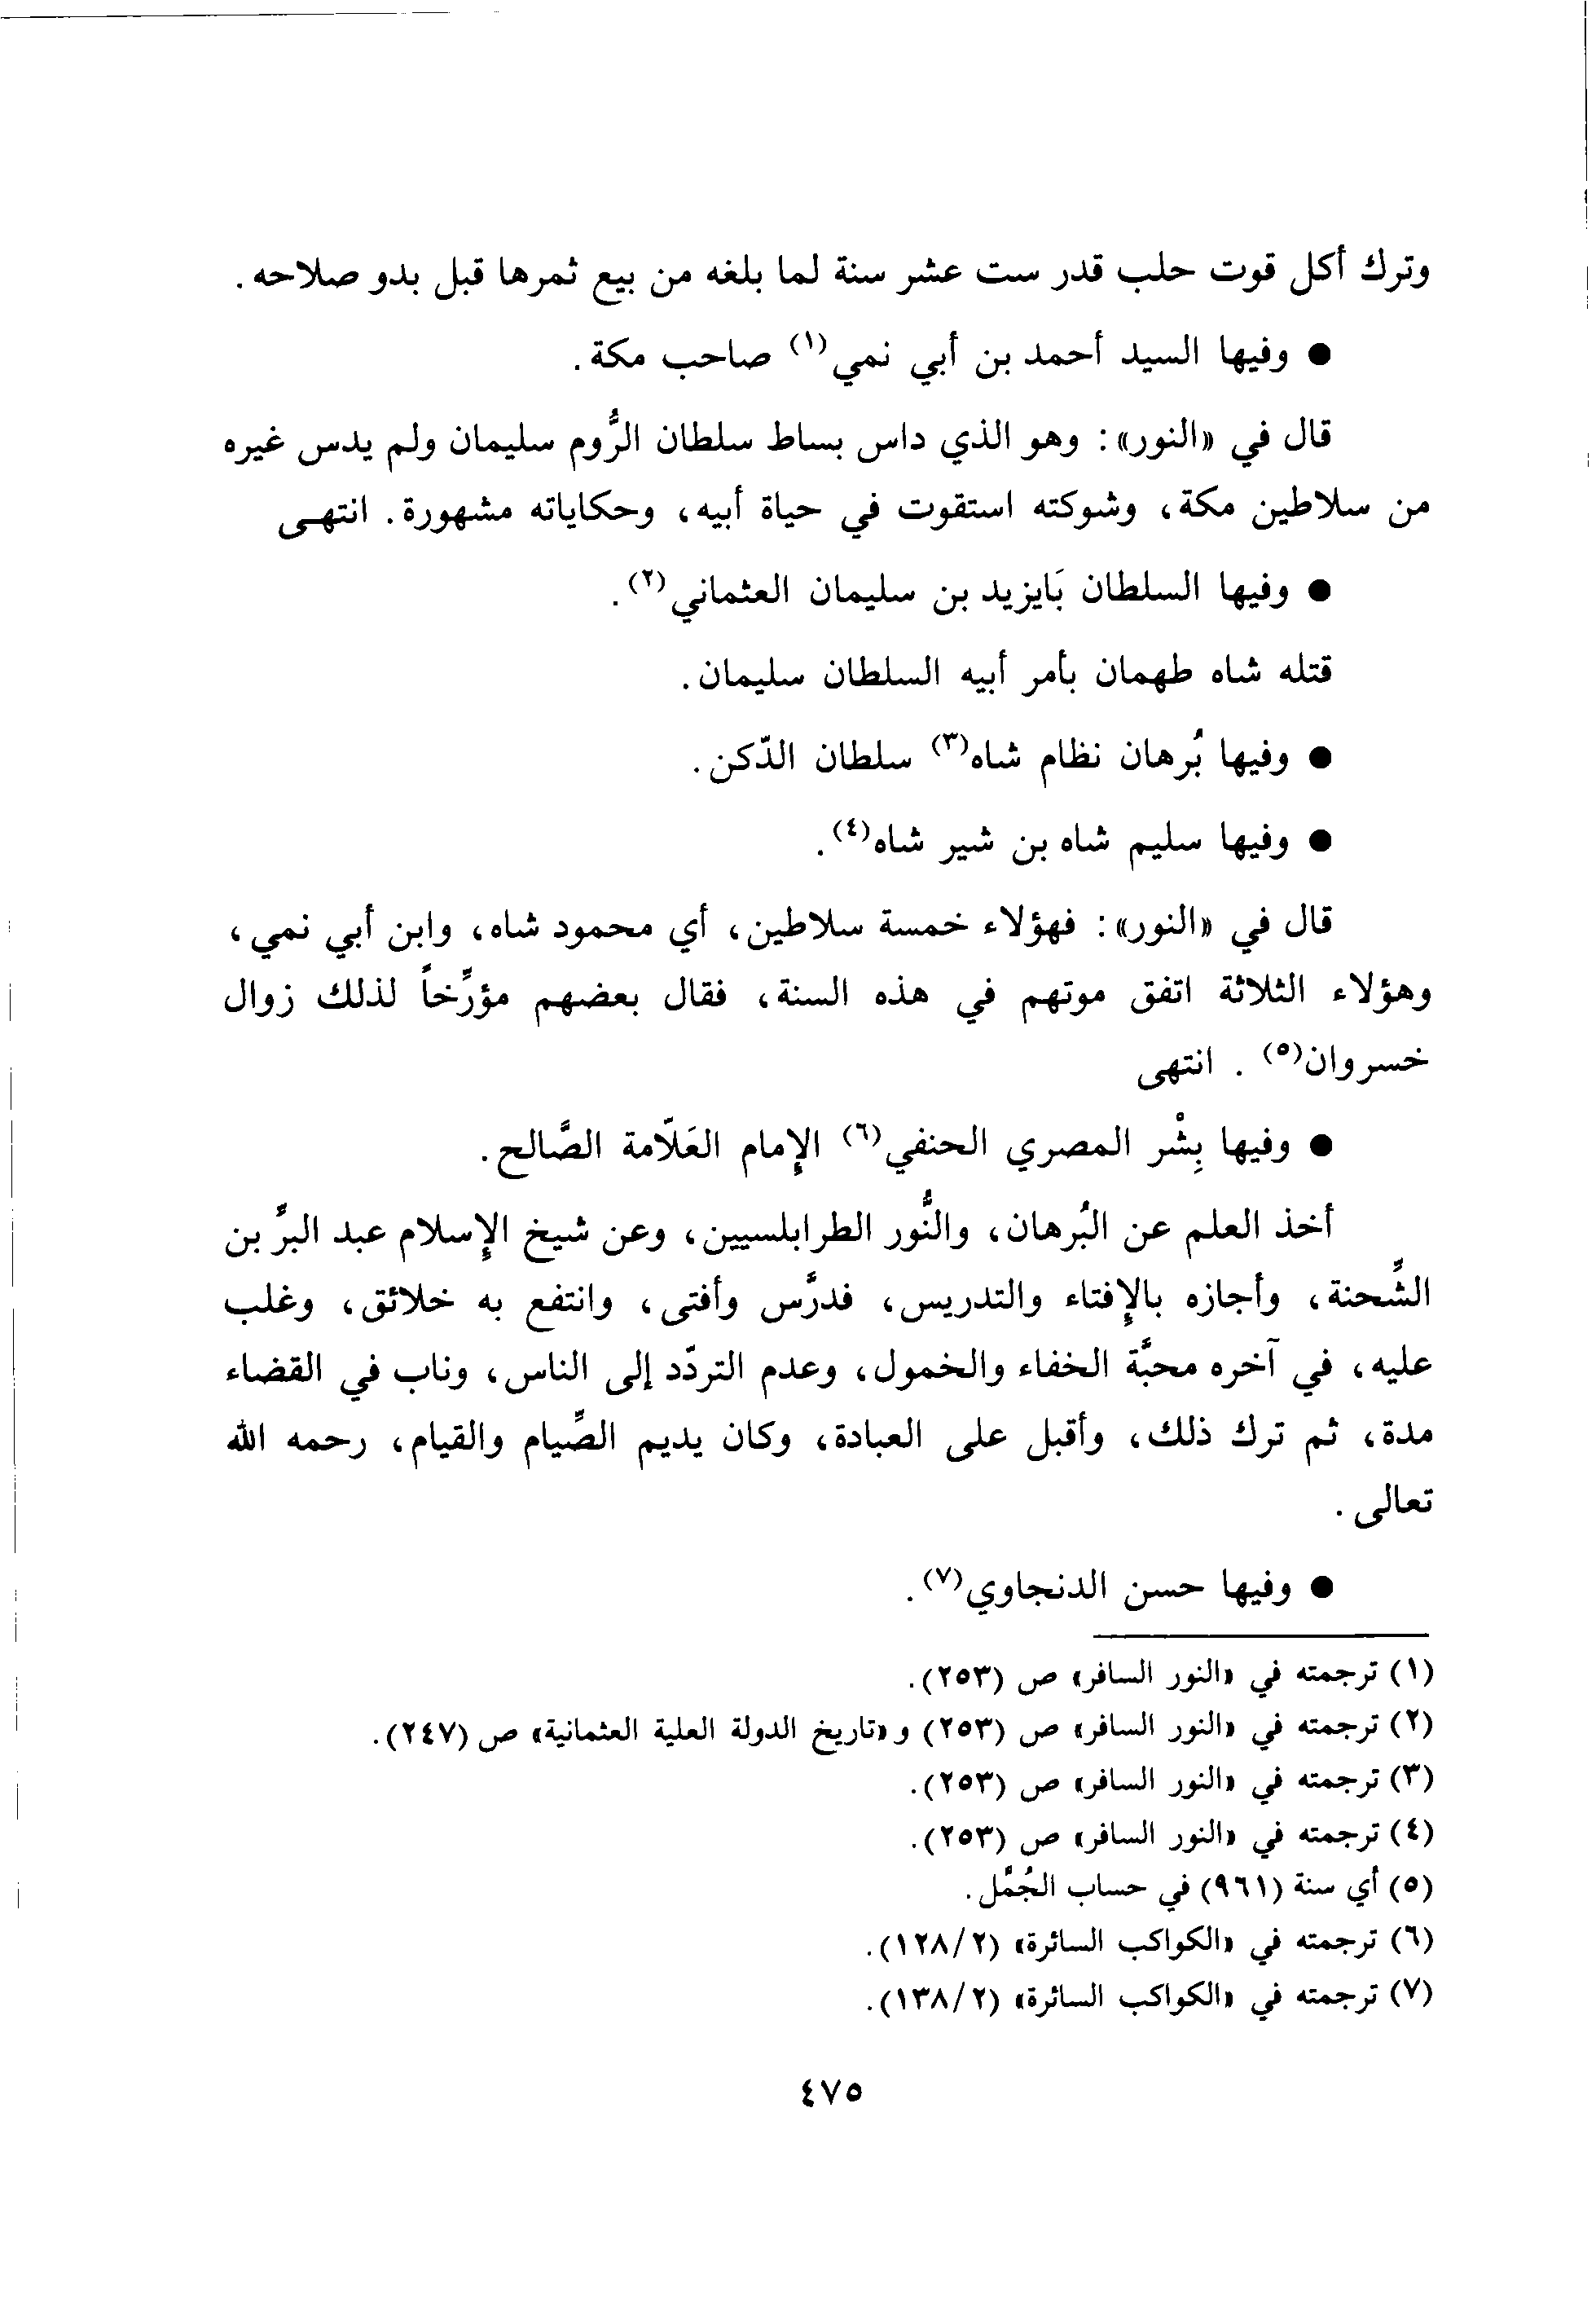 وترك أكل قوت حلب قدر ست عشر سنة لما بلغه من بيع ثمرها قبل بدو صلاحه.
● وفيها السيد أحمد بن أبي نمي(١) صاحب مكة.
قال في «النور»: وهو الذي داس بساط سلطان الرُّوم سليمان ولم يدس غيره
من سلاطين مكة، وشوكته استقوت في حياة أبيه، وحكاياته مشهورة. انتهى
● وفيها السلطان بَايزيد بن سليمان العثماني(٢).
قتله شاه طهمان بأمر أبيه السلطان سليمان.
● وفيها بُرهان نظام شاه(٣) سلطان الدّكن.
● وفيها سليم شاه بن شير شاه(٤).
قال في «النور»: فهؤلاء خمسة سلاطين، أي محمود شاه، وابن أبي نمي،
وهؤلاء الثلاثة اتفق موتهم في هذه السنة، فقال بعضهم مؤرِّخاً لذلك زوال
خسروان(٥). انتهى
● وفيها بِشْر المصري الحنفي(٦) الإمام العَلّامة الصَّالح.
أخذ العلم عن البُرهان، والنُّور الطرابلسيين، وعن شيخ الإسلام عبد البرِّ بن
الشِّحنة، وأجازه بالإفتاء والتدريس، فدرَّس وأفتى، وانتفع به خلائق، وغلب
عليه، في آخره محبَّة الخفاء والخمول، وعدم التردّد إلى الناس، وناب في القضاء
مدة، ثم ترك ذلك، وأقبل على العبادة، وكان يديم الصِّيام والقيام، رحمه الله
تعالى.
● وفيها حسن الدنجاوي(٧).
(١) ترجمته في «النور السافر» ص (٢٥٣).
(٢) ترجمته في «النور السافر» ص (٢٥٣) و«تاريخ الدولة العلية العثمانية» ص (٢٤٧).
(٣) ترجمته في «النور السافر» ص (٢٥٣).
(٤) ترجمته في «النور السافر» ص (٢٥٣).
(٥) أي سنة (٩٦١) في حساب الجُمَّل.
(٦) ترجمته في «الكواكب السائرة» (٢/١٢٨).
(٧) ترجمته في «الكواكب السائرة» (٢/١٣٨).
٤٧٥